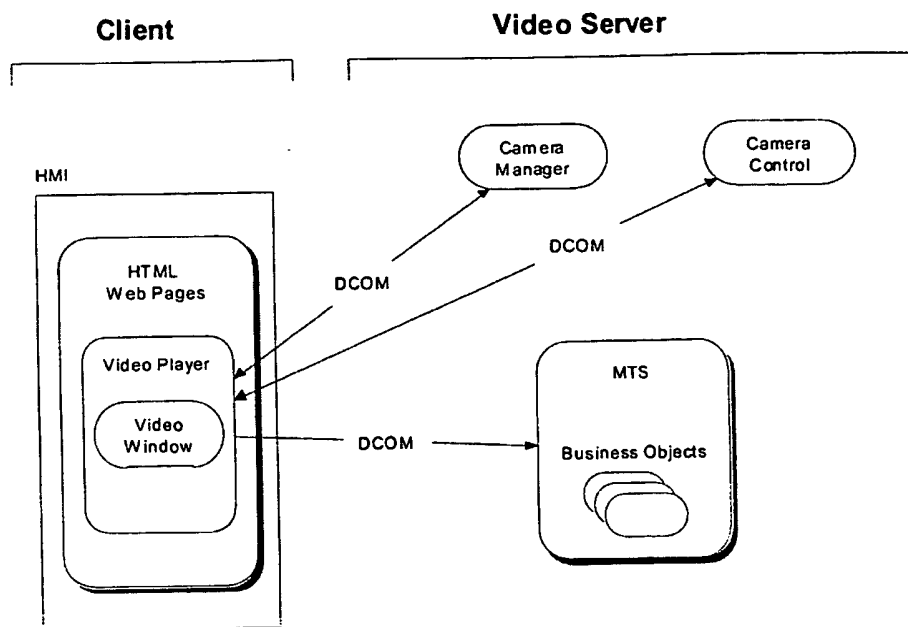 Client
Video Server
Camera
Manager
Camera
Control
HMI
DCOM
HTML
Web Pages
DCOM
Video Player
MTS
Video
Window
DCOM
Business Objects